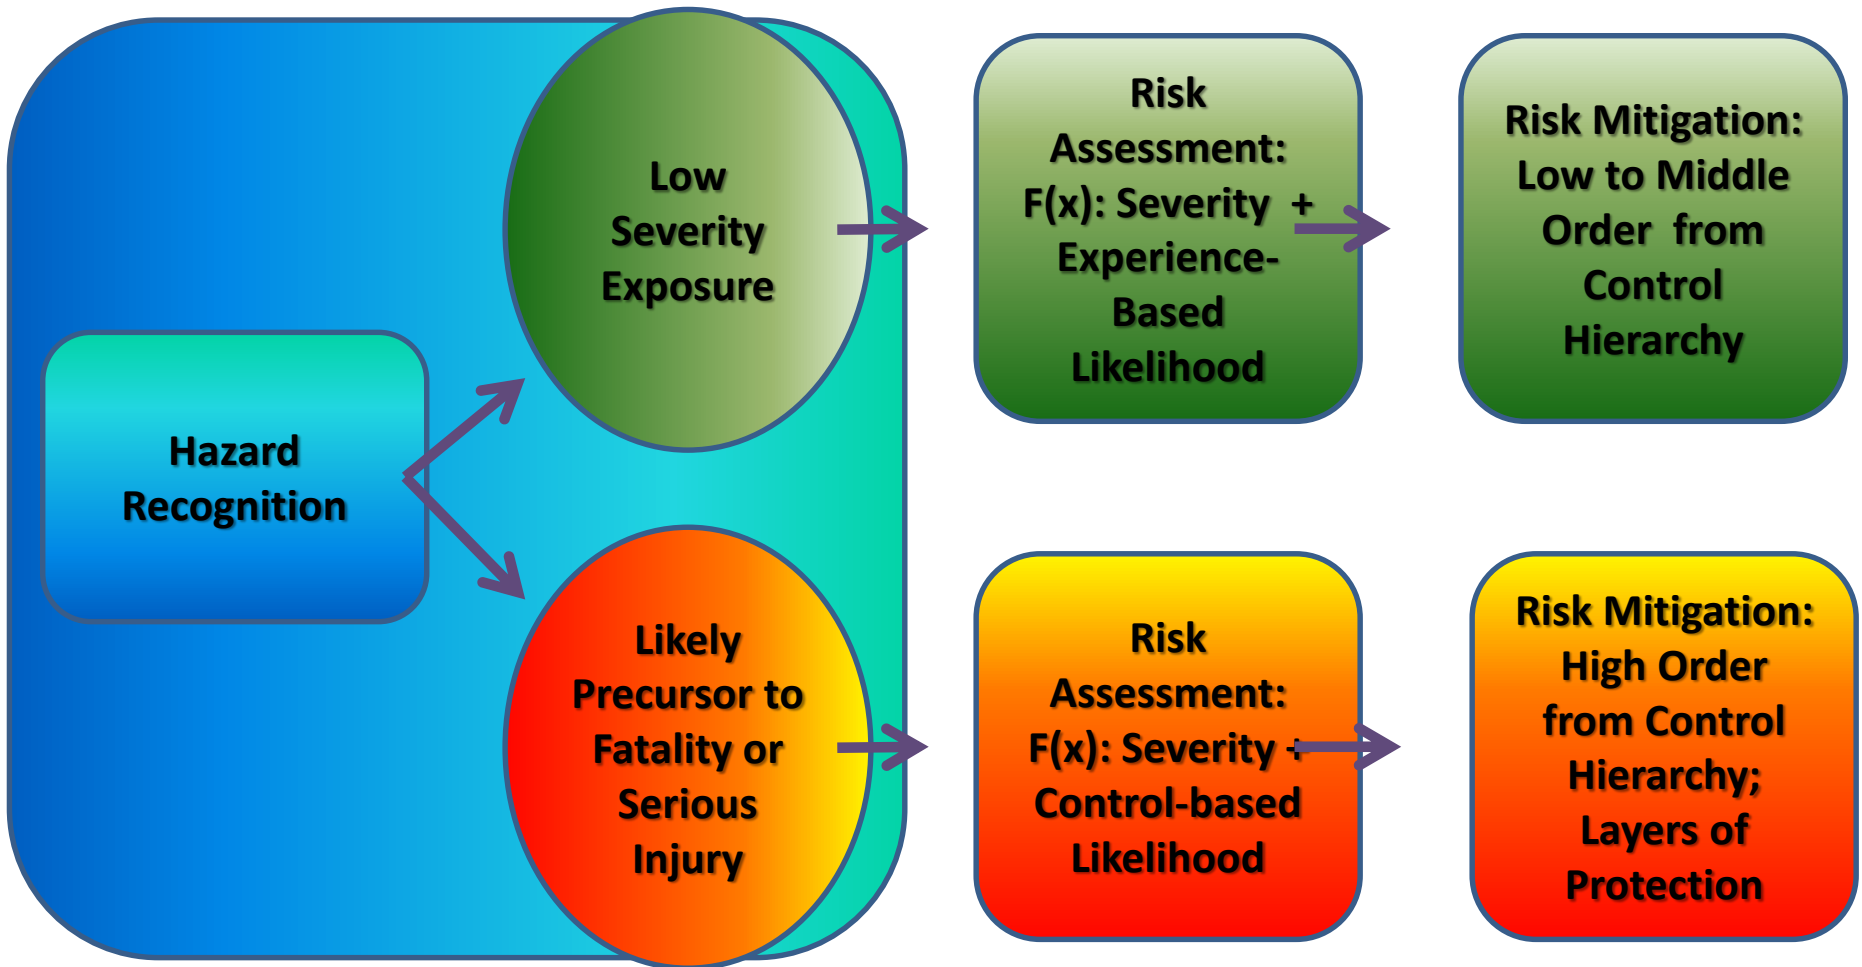 Hazard
Recognition
Low
Severity
Exposure
Risk
Assessment:
F(x): Severity +
Experience-
Based
Likelihood
Risk Mitigation:
Low to Middle
Order from
Control
Hierarchy
Likely
Precursor to
Fatality or
Serious
Injury
Risk
Assessment:
F(x): Severity +
Control-based
Likelihood
Risk Mitigation:
High Order
from Control
Hierarchy;
Layers of
Protection